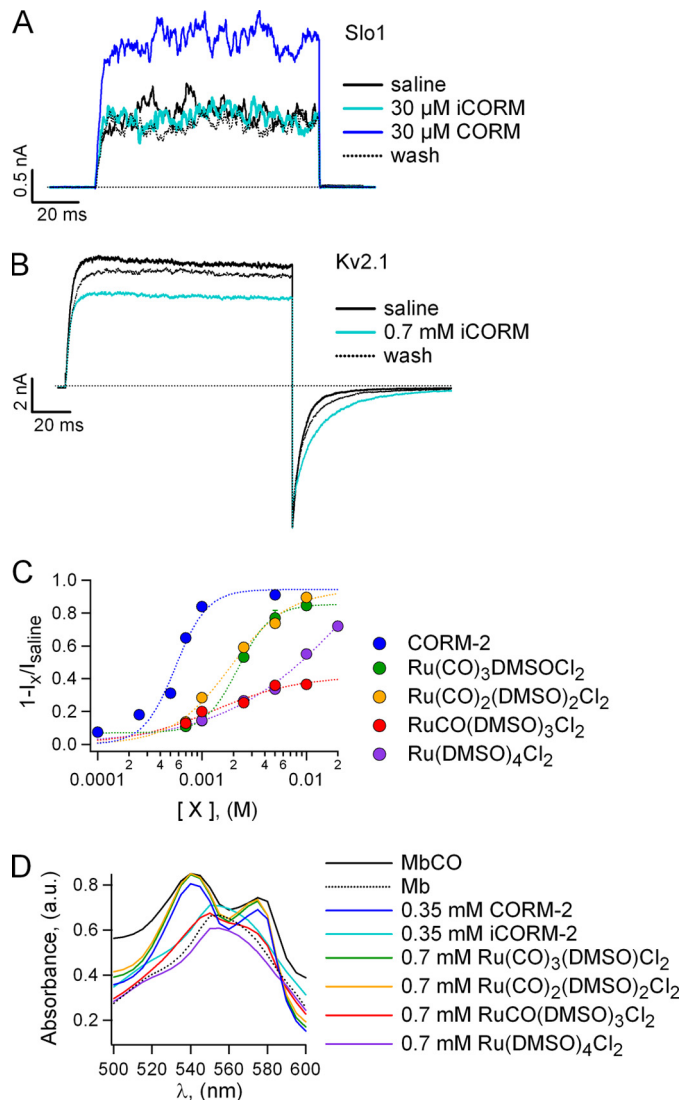 A
Slo1
saline
30 µM iCORM
30 µM CORM
wash
0.5 nA
20 ms
B
Kv2.1
saline
0.7 mM iCORM
wash
2 nA
20 ms
C
1-Iₓ/Isaline
1.0
0.8
0.6
0.4
0.2
0.0
0.0001
2
4
6
0.001
2
4
6
0.01
2
[ X ], (M)
CORM-2
Ru(CO)₃DMSOCl₂
Ru(CO)₂(DMSO)₂Cl₂
RuCO(DMSO)₃Cl₂
Ru(DMSO)₄Cl₂
D
Absorbance, (a.u.)
0.8
0.6
0.4
0.2
500 520 540 560 580 600
λ, (nm)
MbCO
Mb
0.35 mM CORM-2
0.35 mM iCORM-2
0.7 mM Ru(CO)₃(DMSO)Cl₂
0.7 mM Ru(CO)₂(DMSO)₂Cl₂
0.7 mM RuCO(DMSO)₃Cl₂
0.7 mM Ru(DMSO)₄Cl₂